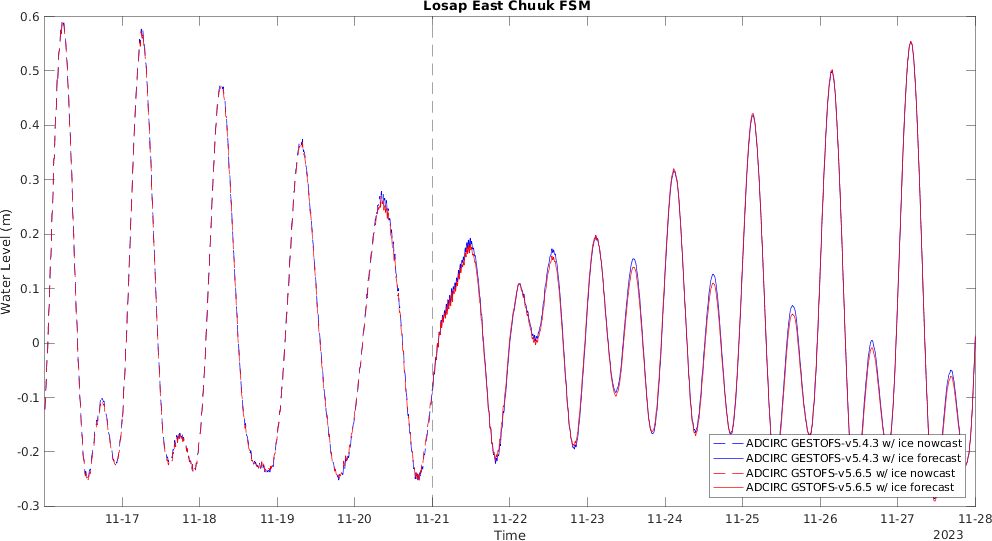 Losap East Chuuk FSM
0.6
0.5
0.4
0.3
0.2
0.1
0
-0.1
-0.2
-0.3
Water Level (m)
ADCIRC GESTOFS-v5.4.3 w/ ice nowcast
ADCIRC GESTOFS-v5.4.3 w/ ice forecast
ADCIRC GSTOFS-v5.6.5 w/ ice nowcast
ADCIRC GSTOFS-v5.6.5 w/ ice forecast
11-17 11-18 11-19 11-20 11-21 11-22 11-23 11-24 11-25 11-26 11-27 11-28
Time
2023